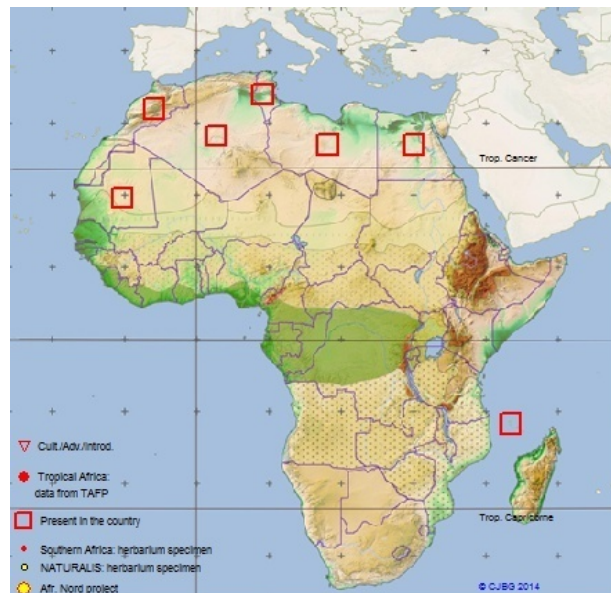 Trop. Cancer
Cult./Adv./Introd.
Tropical Africa:
data from TAFP
Present in the country
Trop. Capricorne
Southern Africa: herbarium specimen
NATURALIS: herbarium specimen
Afr. Nord project
© CJBG 2014